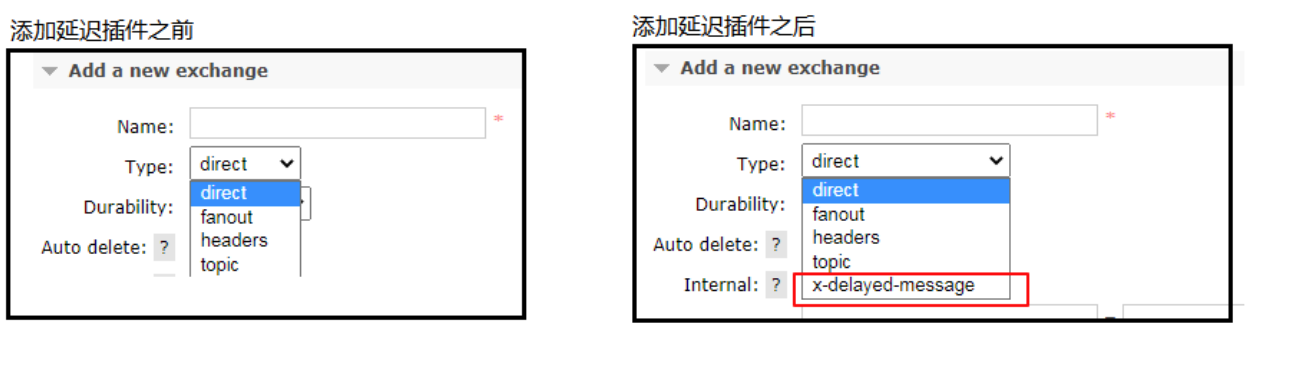 添加延迟插件之前
Add a new exchange
Name:
*
Type:
direct
direct
fanout
headers
topic
Durability:
Auto delete: ?
添加延迟插件之后
Add a new exchange
Name:
*
Type:
direct
direct
fanout
headers
topic
x-delayed-message
Durability:
Auto delete: ?
Internal: ?
=